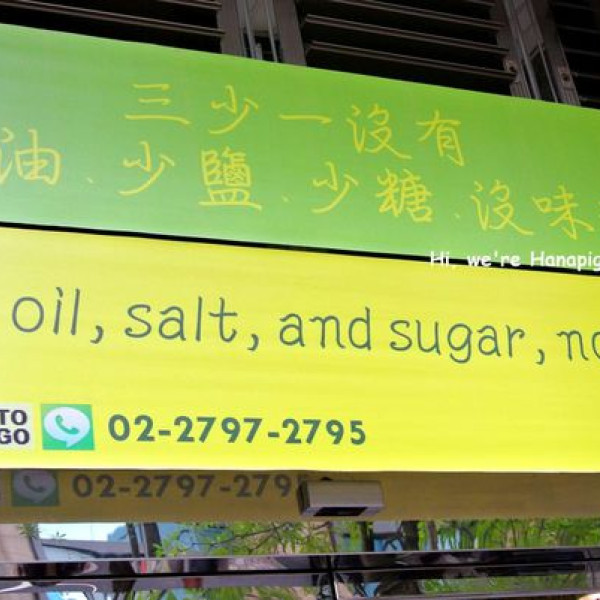 三少一沒有
油、少鹽、少糖、沒味
Hi, we're Hanapig
oil, salt, and sugar, no
TO GO
02-2797-2795
02-2797-279